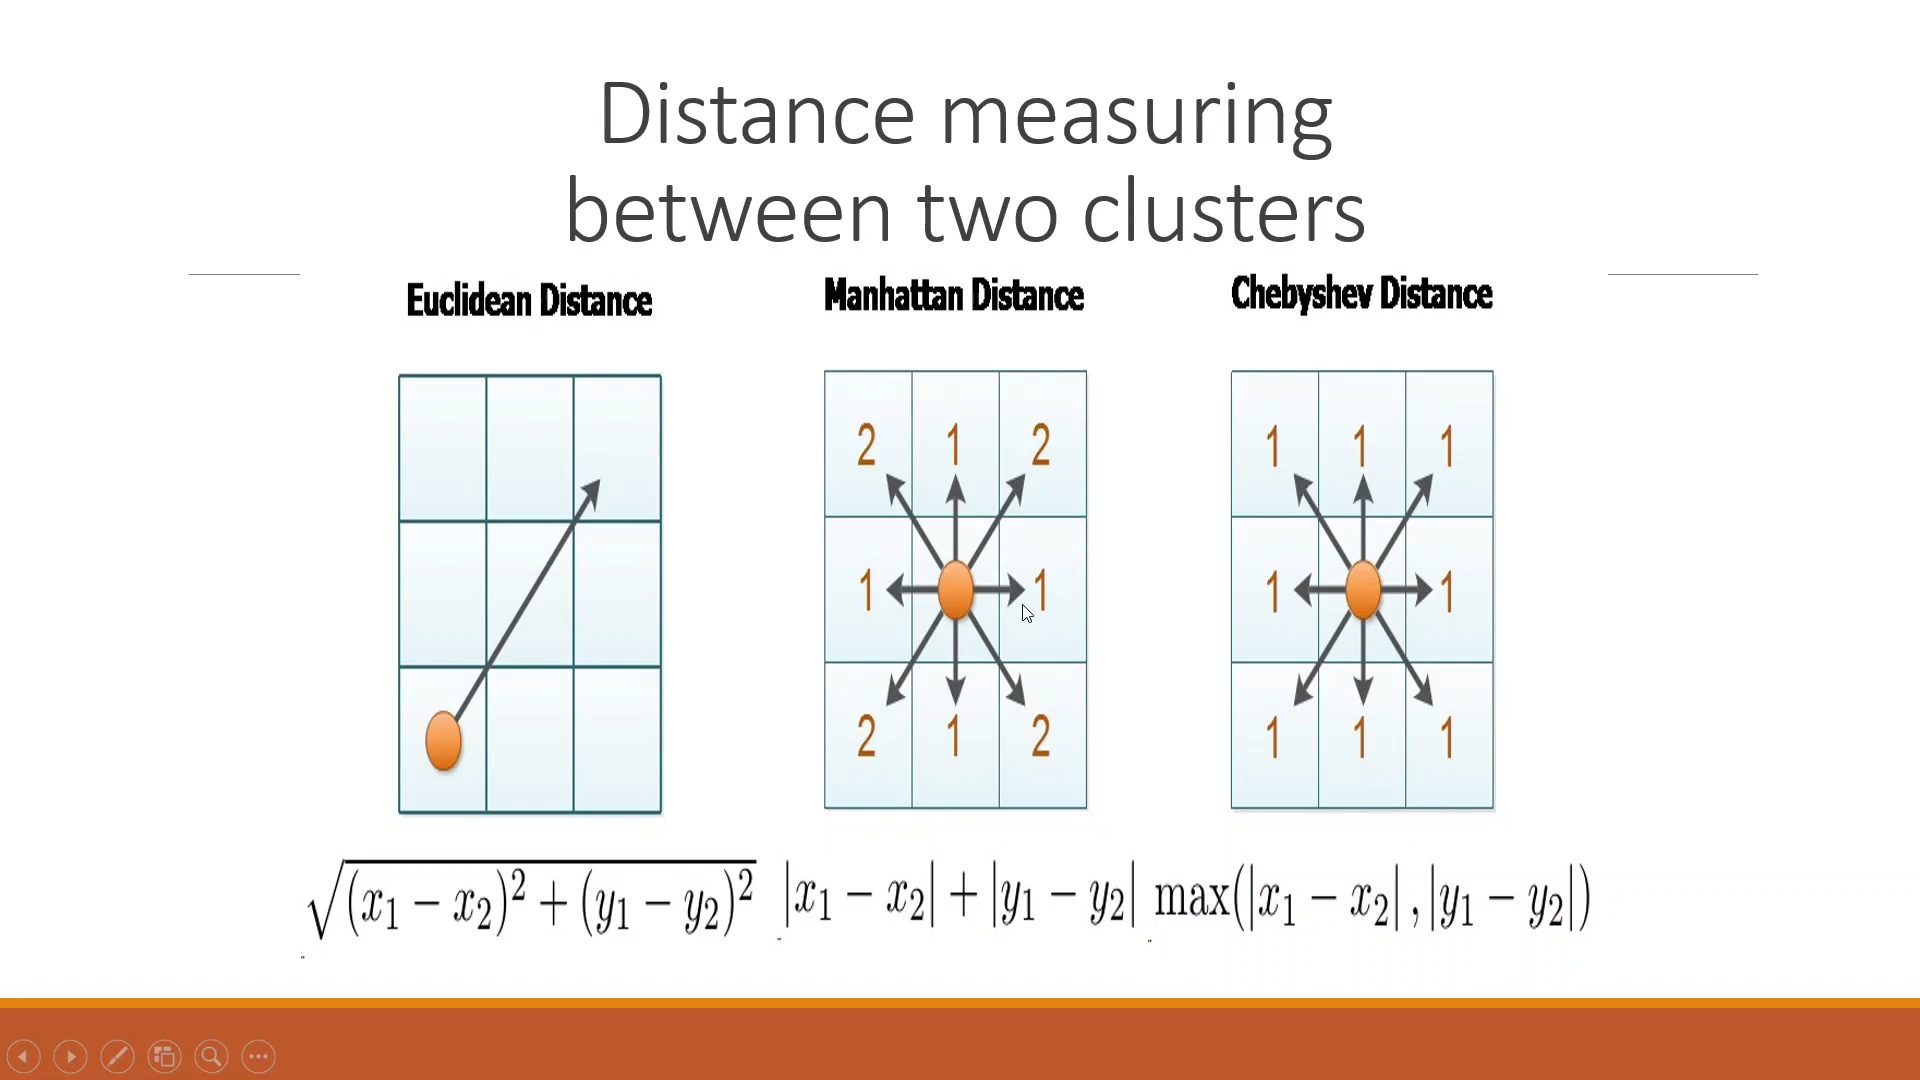 Distance measuring
between two clusters
Euclidean Distance
Manhattan Distance
2 1 2
1 1
2 1 2
Chebyshev Distance
1 1 1
1 1
1 1 1
√(x₁ − x₂)² + (y₁ − y₂)²
|x₁ − x₂| + |y₁ − y₂|
max(|x₁ − x₂| , |y₁ − y₂|)